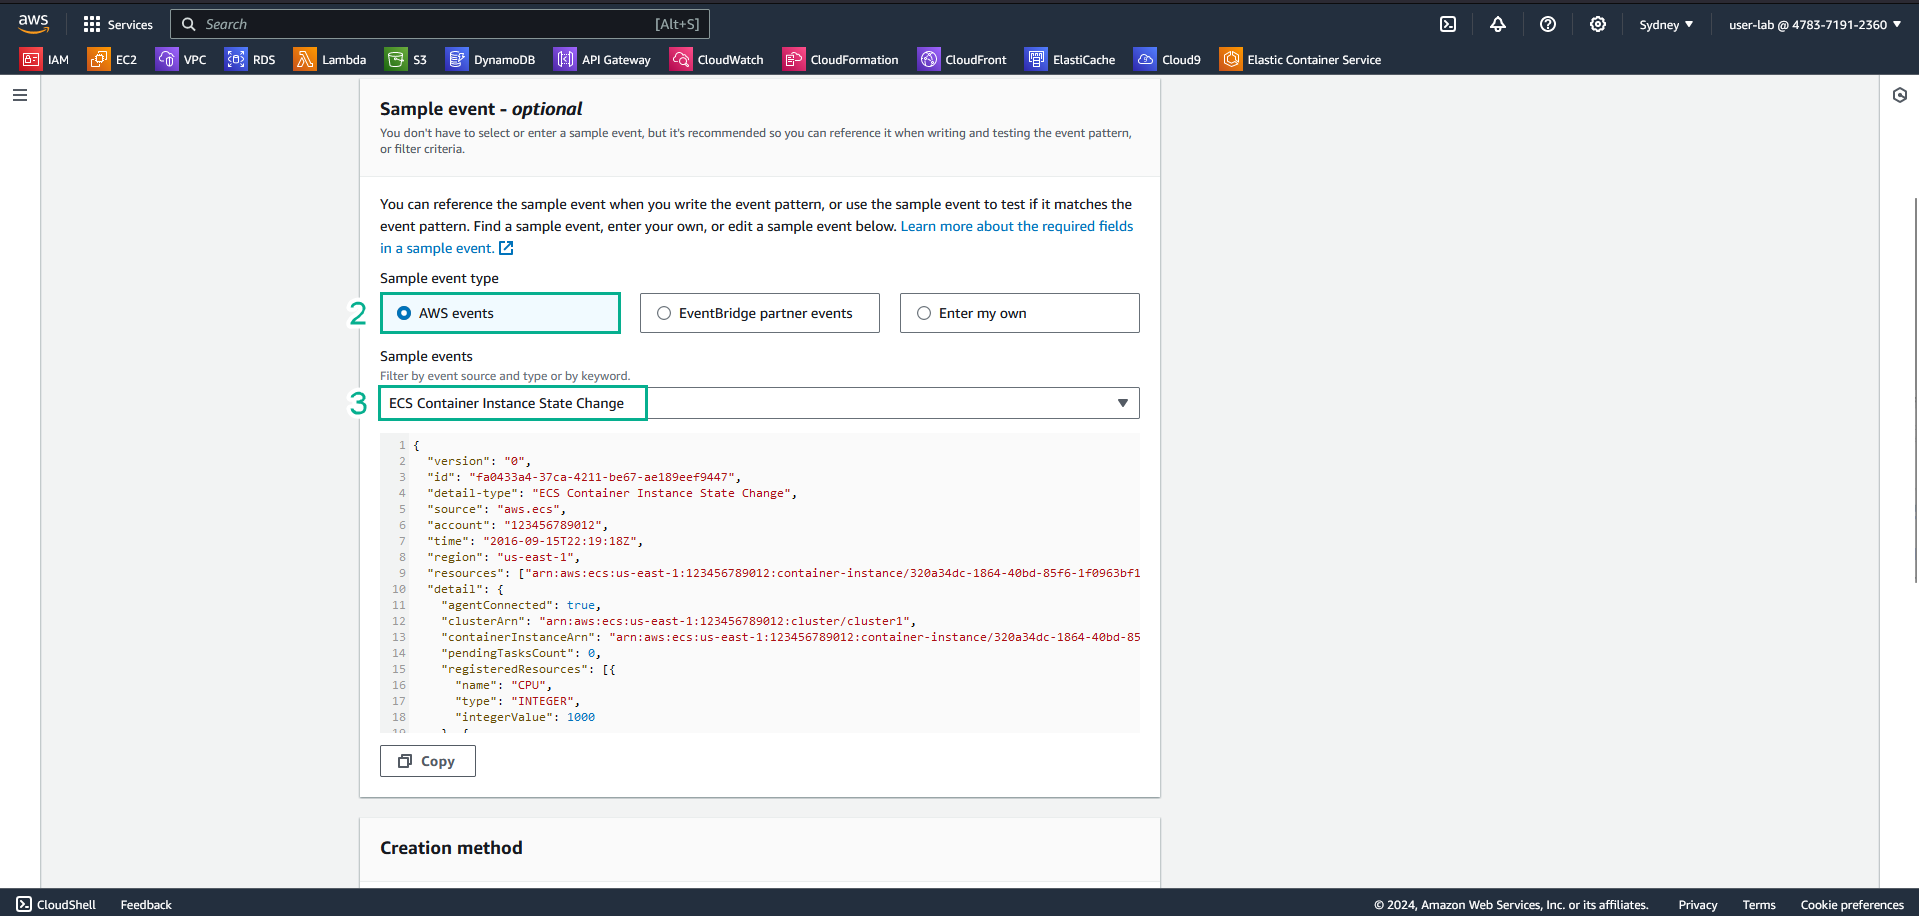 aws
Services
Search [Alt+S]
Sydney ▼
user-lab @ 4783-7191-2360 ▼
IAM EC2 VPC RDS Lambda S3 DynamoDB API Gateway CloudWatch CloudFormation CloudFront ElastiCache Cloud9 Elastic Container Service
Sample event - optional
You don't have to select or enter a sample event, but it's recommended so you can reference it when writing and testing the event pattern,
or filter criteria.
You can reference the sample event when you write the event pattern, or use the sample event to test if it matches the
event pattern. Find a sample event, enter your own, or edit a sample event below. Learn more about the required fields
in a sample event.
Sample event type
2 AWS events EventBridge partner events Enter my own
Sample events
Filter by event source and type or by keyword.
3 ECS Container Instance State Change
1 {
2 "version": "0",
3 "id": "fa0433a4-37ca-4211-be67-ae189eef9447",
4 "detail-type": "ECS Container Instance State Change",
5 "source": "aws.ecs",
6 "account": "123456789012",
7 "time": "2016-09-15T22:19:18Z",
8 "region": "us-east-1",
9 "resources": ["arn:aws:ecs:us-east-1:123456789012:container-instance/320a34dc-1864-40bd-85f6-1f0963bf1
10 "detail": {
11 "agentConnected": true,
12 "clusterArn": "arn:aws:ecs:us-east-1:123456789012:cluster/cluster1",
13 "containerInstanceArn": "arn:aws:ecs:us-east-1:123456789012:container-instance/320a34dc-1864-40bd-85
14 "pendingTasksCount": 0,
15 "registeredResources": [{
16 "name": "CPU",
17 "type": "INTEGER",
18 "integerValue": 1000
Copy
Creation method
CloudShell Feedback
© 2024, Amazon Web Services, Inc. or its affiliates. Privacy Terms Cookie preferences